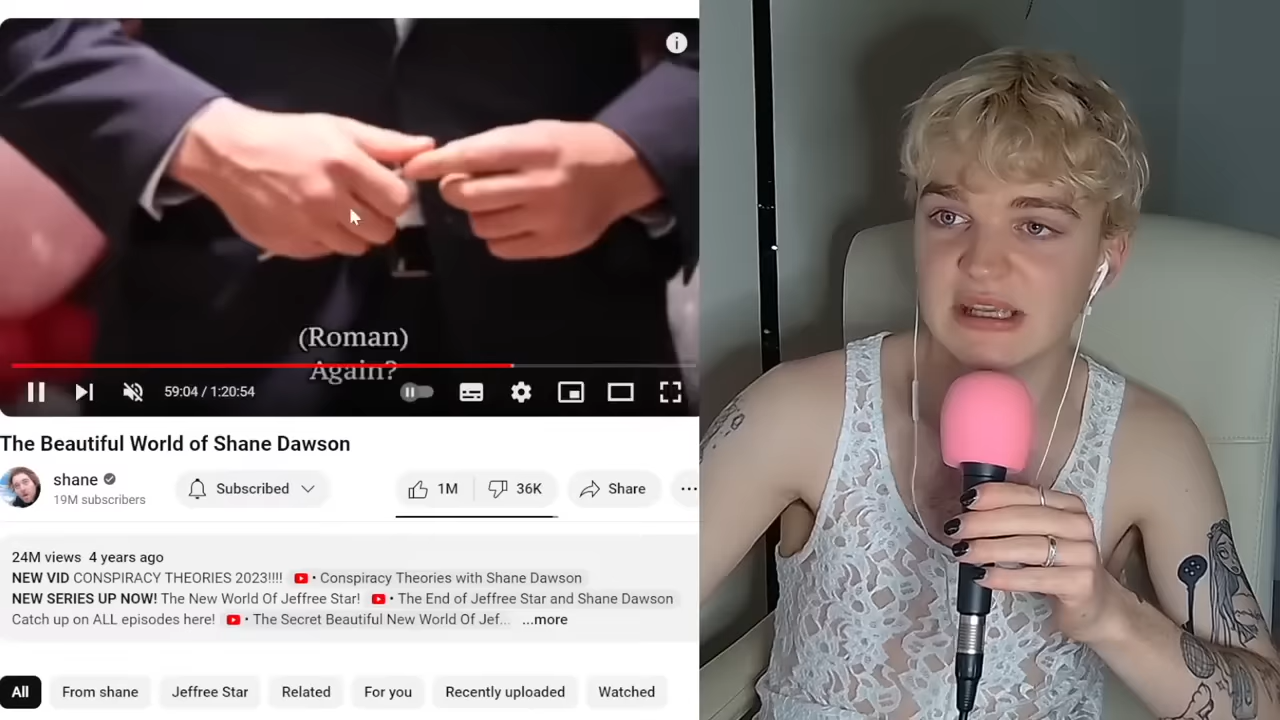 (Roman)
Again?
59:04 / 1:20:54
The Beautiful World of Shane Dawson
shane
19M subscribers
Subscribed
1M
36K
Share
24M views 4 years ago
NEW VID CONSPIRACY THEORIES 2023!!!! • Conspiracy Theories with Shane Dawson
NEW SERIES UP NOW! The New World Of Jeffree Star! • The End of Jeffree Star and Shane Dawson
Catch up on ALL episodes here! • The Secret Beautiful New World Of Jef... ...more
All From shane Jeffree Star Related For you Recently uploaded Watched